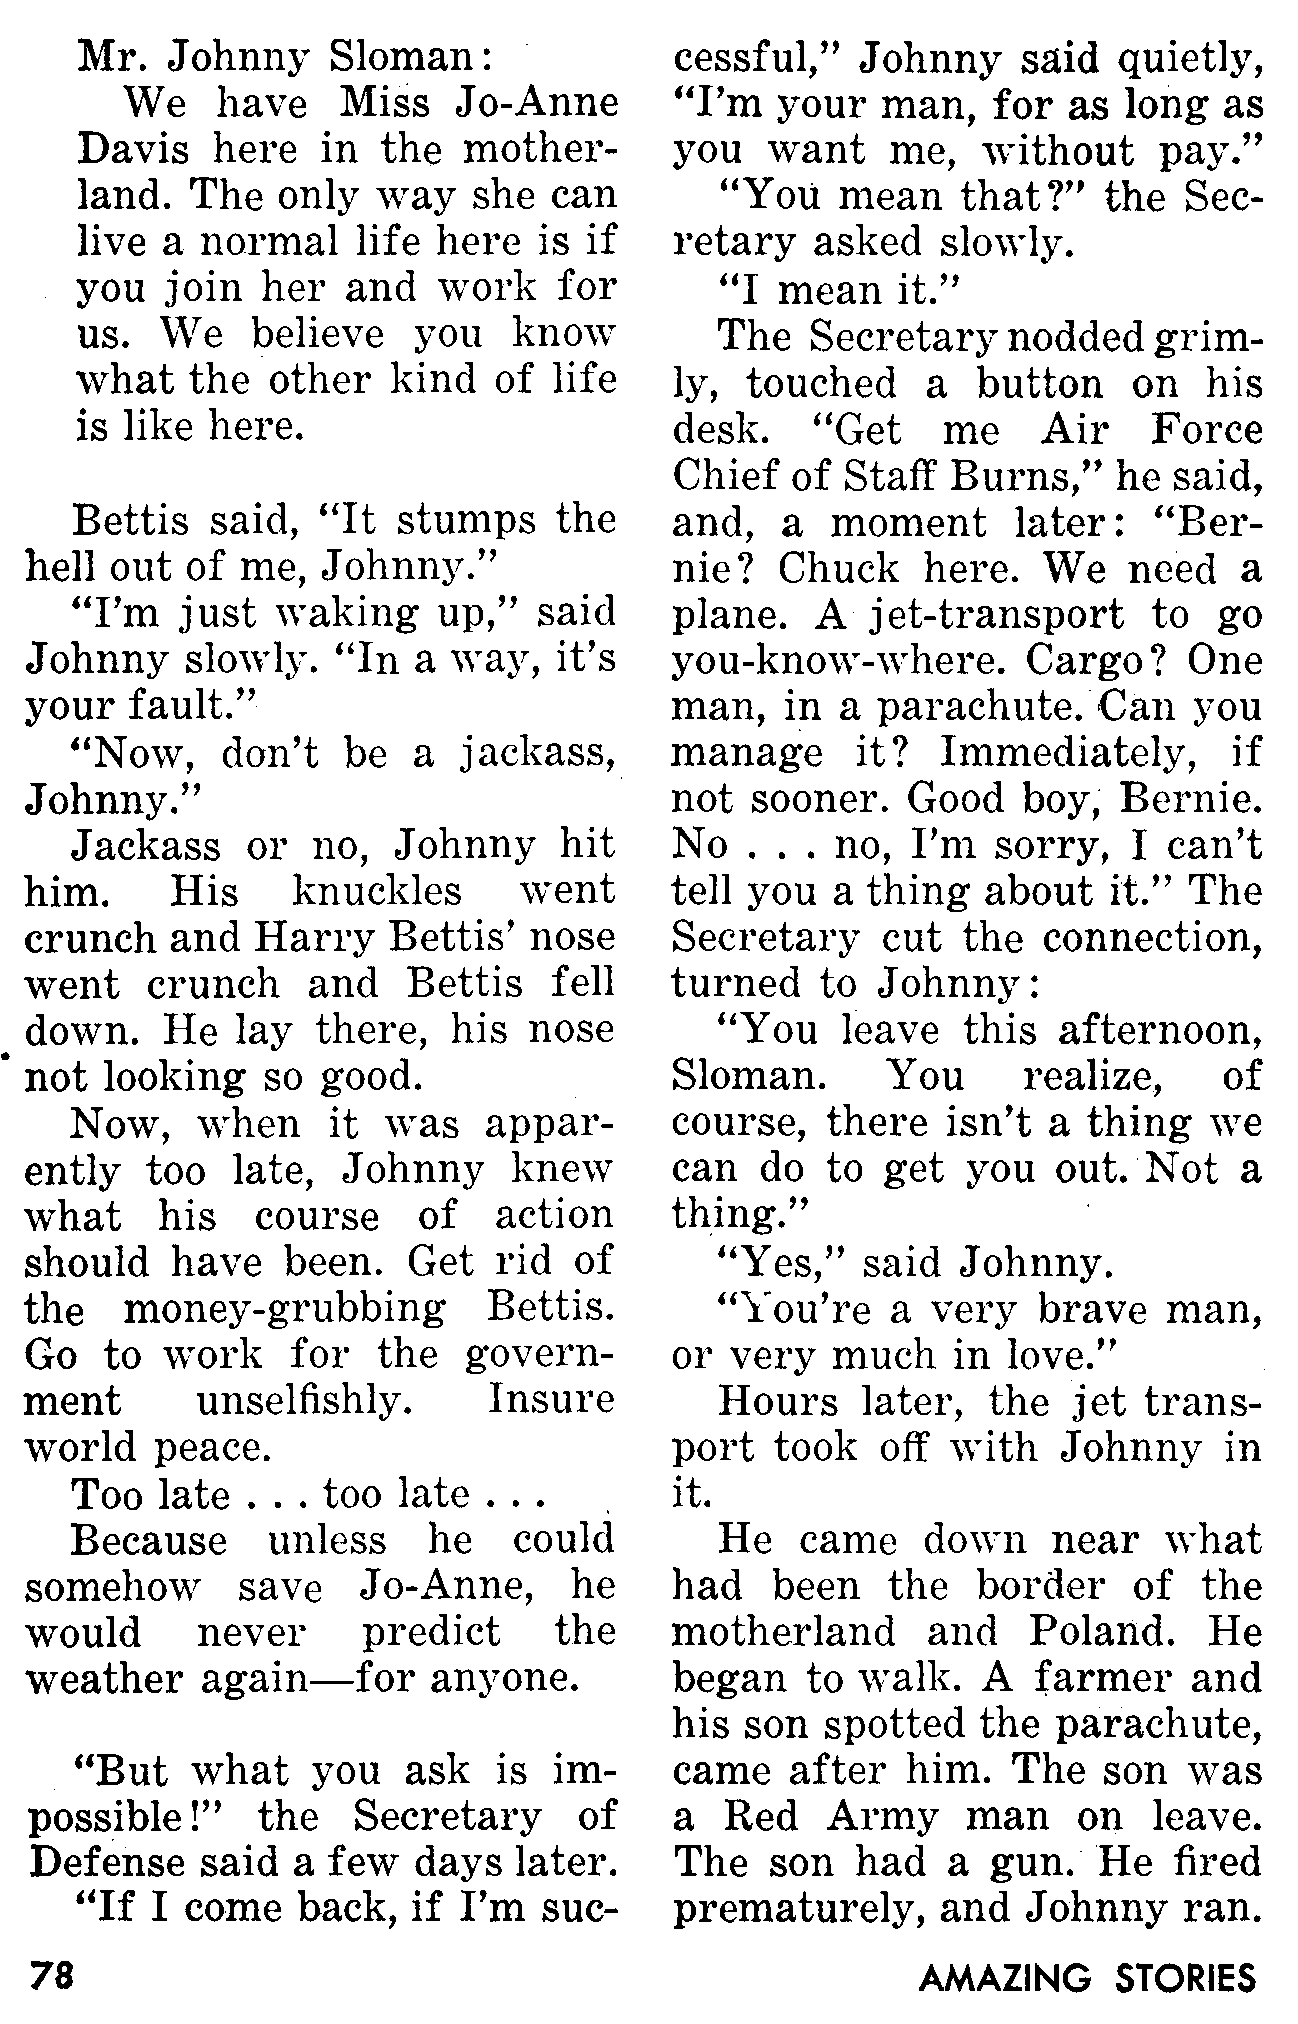 Mr. Johnny Sloman:
We have Miss Jo-Anne
Davis here in the mother-
land. The only way she can
live a normal life here is if
you join her and work for
us. We believe you know
what the other kind of life
is like here.
Bettis said, “It stumps the
hell out of me, Johnny.”
“I’m just waking up,” said
Johnny slowly. “In a way, it’s
your fault.”
“Now, don’t be a jackass,
Johnny.”
Jackass or no, Johnny hit
him. His knuckles went
crunch and Harry Bettis’ nose
went crunch and Bettis fell
down. He lay there, his nose
not looking so good.
Now, when it was appar-
ently too late, Johnny knew
what his course of action
should have been. Get rid of
the money-grubbing Bettis.
Go to work for the govern-
ment unselfishly. Insure
world peace.
Too late . . . too late . . .
Because unless he could
somehow save Jo-Anne, he
would never predict the
weather again—for anyone.
“But what you ask is im-
possible!” the Secretary of
Defense said a few days later.
“If I come back, if I’m suc-
cessful,” Johnny said quietly,
“I’m your man, for as long as
you want me, without pay.”
“You mean that?” the Sec-
retary asked slowly.
“I mean it.”
The Secretary nodded grim-
ly, touched a button on his
desk. “Get me Air Force
Chief of Staff Burns,” he said,
and, a moment later: “Ber-
nie? Chuck here. We need a
plane. A jet-transport to go
you-know-where. Cargo? One
man, in a parachute. Can you
manage it? Immediately, if
not sooner. Good boy, Bernie.
No . . . no, I’m sorry, I can’t
tell you a thing about it.” The
Secretary cut the connection,
turned to Johnny:
“You leave this afternoon,
Sloman. You realize, of
course, there isn’t a thing we
can do to get you out. Not a
thing.”
“Yes,” said Johnny.
“You’re a very brave man,
or very much in love.”
Hours later, the jet trans-
port took off with Johnny in
it.
He came down near what
had been the border of the
motherland and Poland. He
began to walk. A farmer and
his son spotted the parachute,
came after him. The son was
a Red Army man on leave.
The son had a gun. He fired
prematurely, and Johnny ran.
78 AMAZING STORIES